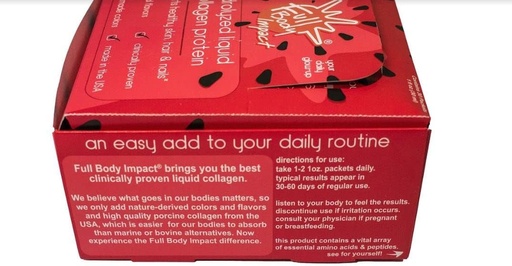 Full
Body
Impact
your
daily
drolyzed liquid
llagen protein
healthy skin, hair & nails*
clinically proven
made in the USA
an easy add to your daily routine
Full Body Impact® brings you the best
clinically proven liquid collagen.
We believe what goes in our bodies matters, so
we only add nature-derived colors and flavors
and high quality porcine collagen from the
USA, which is easier for our bodies to absorb
than marine or bovine alternatives. Now
experience the Full Body Impact difference.
directions for use:
take 1-2 1oz. packets daily.
typical results appear in
30-60 days of regular use.
listen to your body to feel the results.
discontinue use if irritation occurs.
consult your physician if pregnant
or breastfeeding.
this product contains a vital array
of essential amino acids & peptides.
see for yourself!